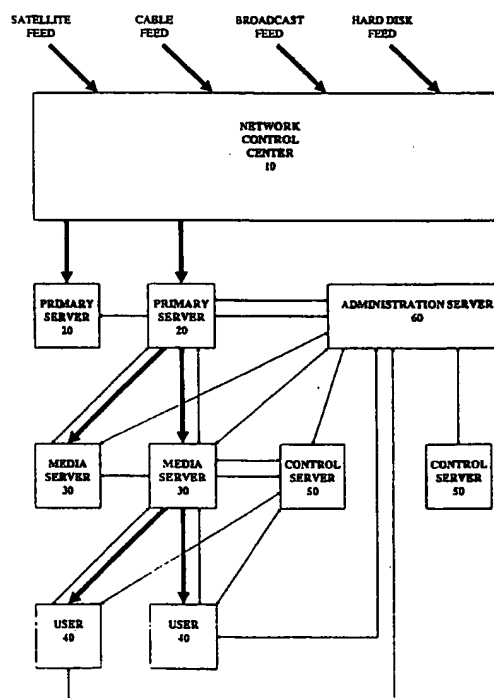 SATELLITE
FEED
CABLE
FEED
BROADCAST
FEED
HARD DISK
FEED
NETWORK
CONTROL
CENTER
10
PRIMARY
SERVER
20
PRIMARY
SERVER
20
ADMINISTRATION SERVER
60
MEDIA
SERVER
30
MEDIA
SERVER
30
CONTROL
SERVER
50
CONTROL
SERVER
50
USER
40
USER
40